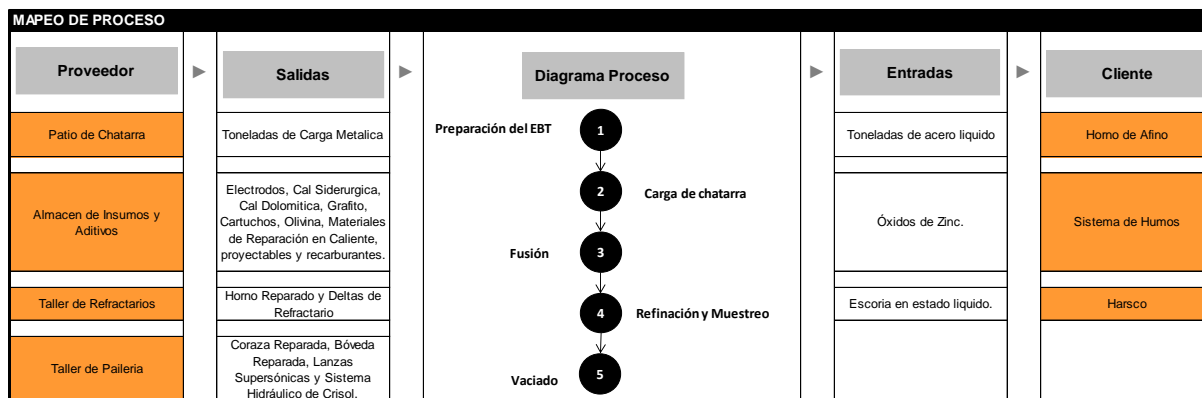 MAPEO DE PROCESO
Proveedor
Salidas
Diagrama Proceso
Entradas
Cliente
Patio de Chatarra
Toneladas de Carga Metalica
Preparación del EBT
1
Toneladas de acero liquido
Horno de Afino
Almacen de Insumos y
Aditivos
Electrodos, Cal Siderurgica,
Cal Dolomitica, Grafito,
Cartuchos, Olivina, Materiales
de Reparación en Caliente,
proyectables y recarburantes.
2
Carga de chatarra
Óxidos de Zinc.
Sistema de Humos
Fusión
3
Taller de Refractarios
Horno Reparado y Deltas de
Refractario
4
Refinación y Muestreo
Escoria en estado liquido.
Harsco
Taller de Paileria
Coraza Reparada, Bóveda
Reparada, Lanzas
Supersónicas y Sistema
Hidráulico de Crisol.
Vaciado
5